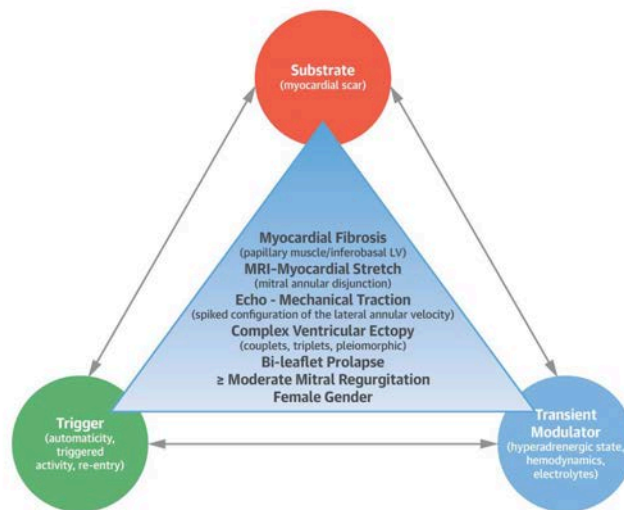 Substrate
(myocardial scar)
Myocardial Fibrosis
(papillary muscle/inferobasal LV)
MRI-Myocardial Stretch
(mitral annular disjunction)
Echo - Mechanical Traction
(spiked configuration of the lateral annular velocity)
Complex Ventricular Ectopy
(couplets, triplets, pleiomorphic)
Bi-leaflet Prolapse
≥ Moderate Mitral Regurgitation
Female Gender
Trigger
(automaticity,
triggered
activity, re-entry)
Transient
Modulator
(hyperadrenergic state,
hemodynamics,
electrolytes)